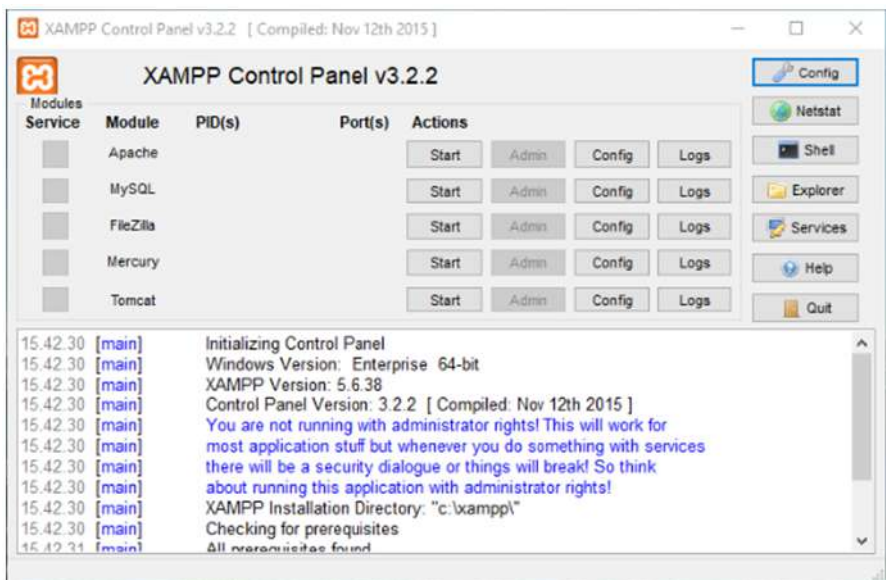 XAMPP Control Panel v3.2.2 [ Compiled: Nov 12th 2015 ]
XAMPP Control Panel v3.2.2
Config
Modules
Service Module PID(s) Port(s) Actions
Netstat
Apache Start Admin Config Logs
Shell
MySQL Start Admin Config Logs
Explorer
FileZilla Start Admin Config Logs
Services
Mercury Start Admin Config Logs
Help
Tomcat Start Admin Config Logs
Quit
15.42.30 [main] Initializing Control Panel
15.42.30 [main] Windows Version: Enterprise 64-bit
15.42.30 [main] XAMPP Version: 5.6.38
15.42.30 [main] Control Panel Version: 3.2.2 [ Compiled: Nov 12th 2015 ]
15.42.30 [main] You are not running with administrator rights! This will work for
15.42.30 [main] most application stuff but whenever you do something with services
15.42.30 [main] there will be a security dialogue or things will break! So think
15.42.30 [main] about running this application with administrator rights!
15.42.30 [main] XAMPP Installation Directory: "c:\xampp\"
15.42.30 [main] Checking for prerequisites
15.42.31 [main] All prerequisites found